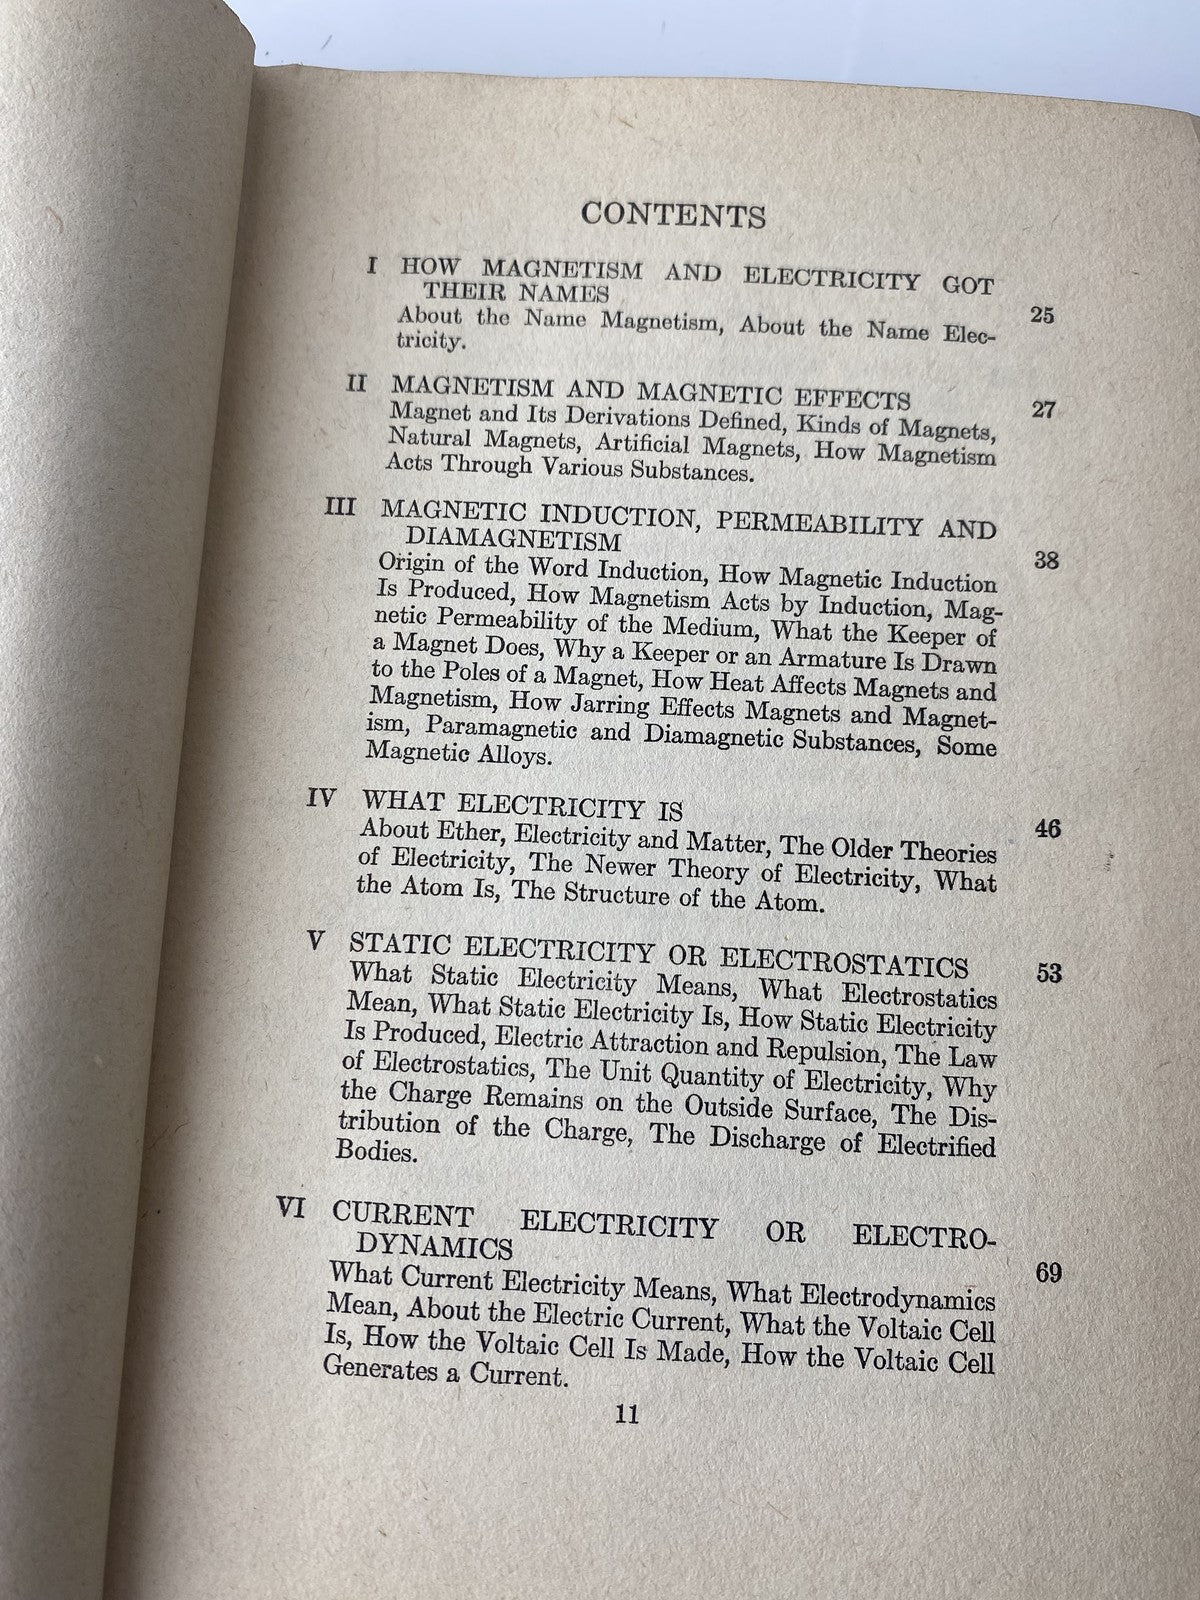 CONTENTS
I HOW MAGNETISM AND ELECTRICITY GOT
THEIR NAMES 25
About the Name Magnetism, About the Name Elec-
tricity.
II MAGNETISM AND MAGNETIC EFFECTS 27
Magnet and Its Derivations Defined, Kinds of Magnets,
Natural Magnets, Artificial Magnets, How Magnetism
Acts Through Various Substances.
III MAGNETIC INDUCTION, PERMEABILITY AND
DIAMAGNETISM 38
Origin of the Word Induction, How Magnetic Induction
Is Produced, How Magnetism Acts by Induction, Mag-
netic Permeability of the Medium, What the Keeper of
a Magnet Does, Why a Keeper or an Armature Is Drawn
to the Poles of a Magnet, How Heat Affects Magnets and
Magnetism, How Jarring Effects Magnets and Magnet-
ism, Paramagnetic and Diamagnetic Substances, Some
Magnetic Alloys.
IV WHAT ELECTRICITY IS 46
About Ether, Electricity and Matter, The Older Theories
of Electricity, The Newer Theory of Electricity, What
the Atom Is, The Structure of the Atom.
V STATIC ELECTRICITY OR ELECTROSTATICS 53
What Static Electricity Means, What Electrostatics
Mean, What Static Electricity Is, How Static Electricity
Is Produced, Electric Attraction and Repulsion, The Law
of Electrostatics, The Unit Quantity of Electricity, Why
the Charge Remains on the Outside Surface, The Dis-
tribution of the Charge, The Discharge of Electrified
Bodies.
VI CURRENT ELECTRICITY OR ELECTRO-
DYNAMICS 69
What Current Electricity Means, What Electrodynamics
Mean, About the Electric Current, What the Voltaic Cell
Is, How the Voltaic Cell Is Made, How the Voltaic Cell
Generates a Current.
11